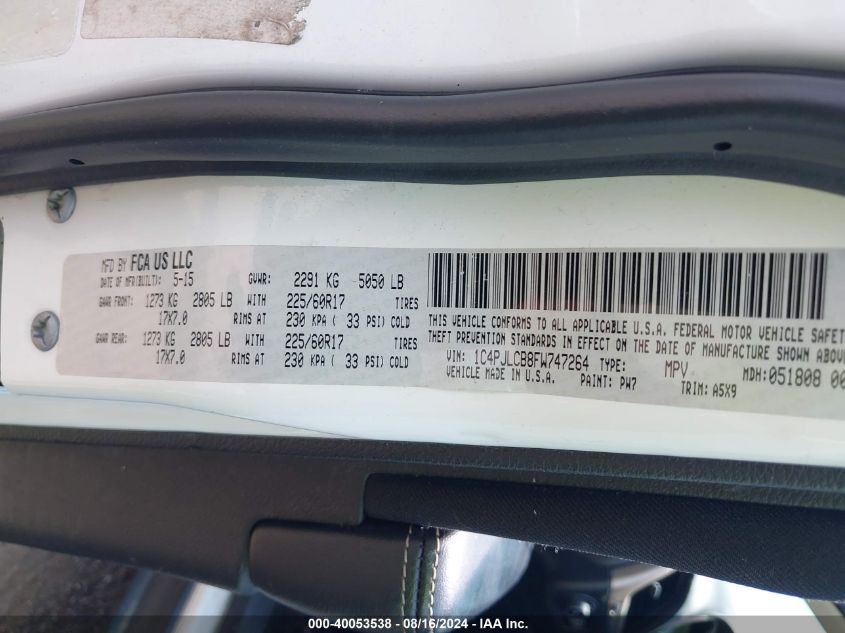 MFD BY FCA US LLC
DATE OF MFR(BUILT): 5-15 GVWR: 2291 KG 5050 LB
GAWR FRONT: 1273 KG 2805 LB WITH 225/60R17 TIRES
17X7.0 RIMS AT 230 KPA ( 33 PSI) COLD
GAWR REAR: 1273 KG 2805 LB WITH 225/60R17 TIRES
17X7.0 RIMS AT 230 KPA ( 33 PSI) COLD
THIS VEHICLE CONFORMS TO ALL APPLICABLE U.S.A. FEDERAL MOTOR VEHICLE SAFETY
THEFT PREVENTION STANDARDS IN EFFECT ON THE DATE OF MANUFACTURE SHOWN ABOVE
VIN: 1C4PJLCB8FW747264 TYPE: MPV MDH: 051808 00
VEHICLE MADE IN U.S.A. PAINT: PW7 TRIM: A5X9
000-40053538 - 08/16/2024 - IAA Inc.